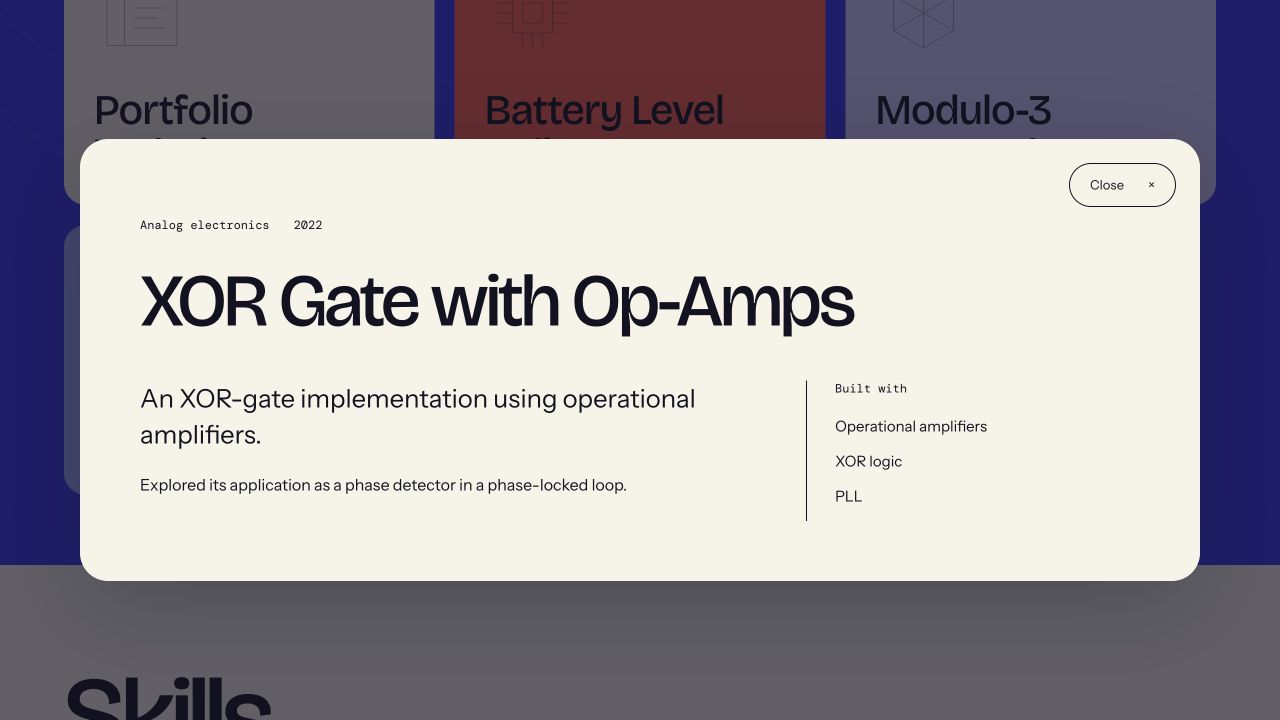 Portfolio
Battery Level
Modulo-3
Close ×
Analog electronics 2022
XOR Gate with Op-Amps
An XOR-gate implementation using operational
amplifiers.
Explored its application as a phase detector in a phase-locked loop.
Built with
Operational amplifiers
XOR logic
PLL
Skills